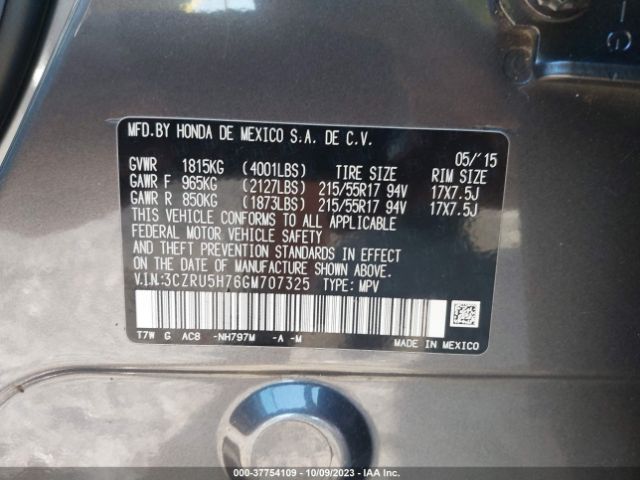 MFD.BY HONDA DE MEXICO S.A. DE C.V.
05/'15
GVWR 1815KG (4001LBS) TIRE SIZE RIM SIZE
GAWR F 965KG (2127LBS) 215/55R17 94V 17X7.5J
GAWR R 850KG (1873LBS) 215/55R17 94V 17X7.5J
THIS VEHICLE CONFORMS TO ALL APPLICABLE
FEDERAL MOTOR VEHICLE SAFETY
AND THEFT PREVENTION STANDARDS IN EFFECT
ON THE DATE OF MANUFACTURE SHOWN ABOVE.
V.I.N:3CZRU5H76GM707325 TYPE: MPV
T7W G AC8 -NH797M -A -M MADE IN MEXICO
000-37754109 - 10/09/2023 - IAA Inc.